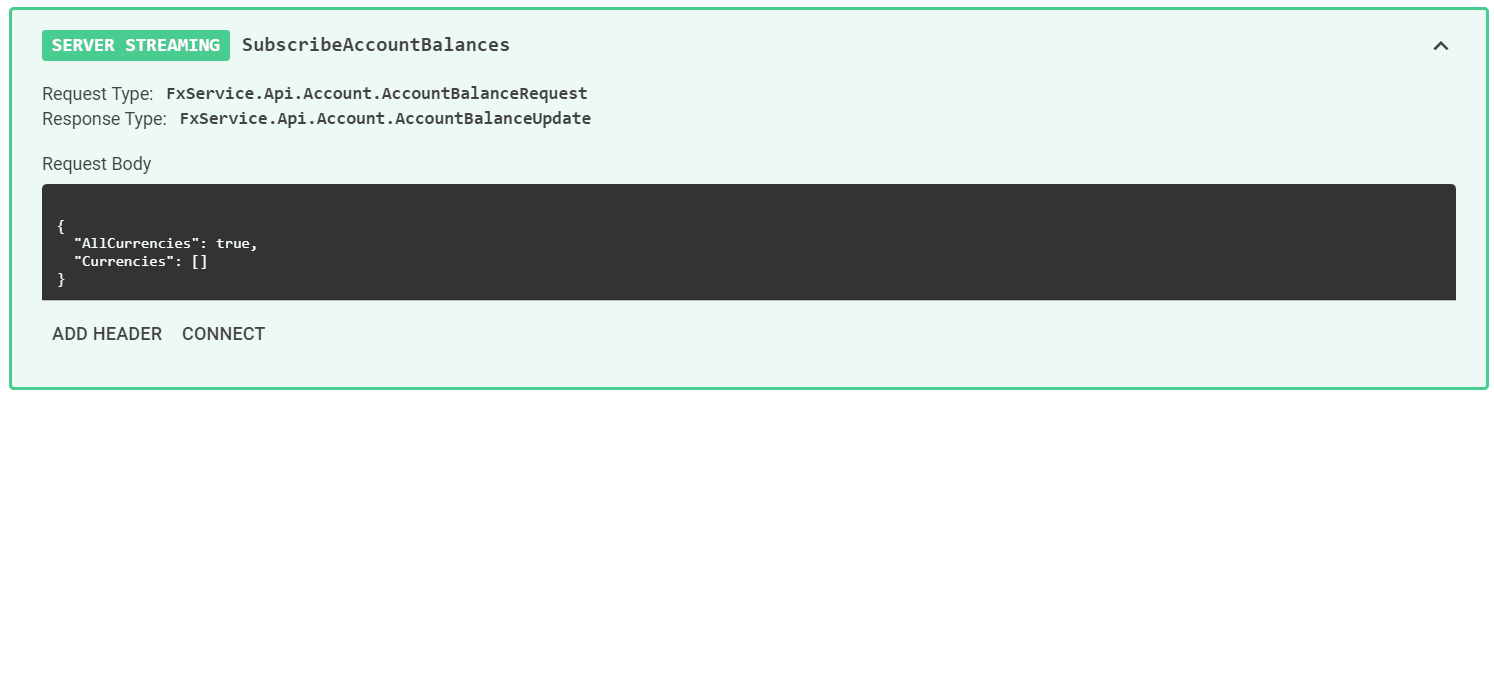 SERVER STREAMING SubscribeAccountBalances
Request Type: FxService.Api.Account.AccountBalanceRequest
Response Type: FxService.Api.Account.AccountBalanceUpdate
Request Body
{
  "AllCurrencies": true,
  "Currencies": []
}
ADD HEADER CONNECT